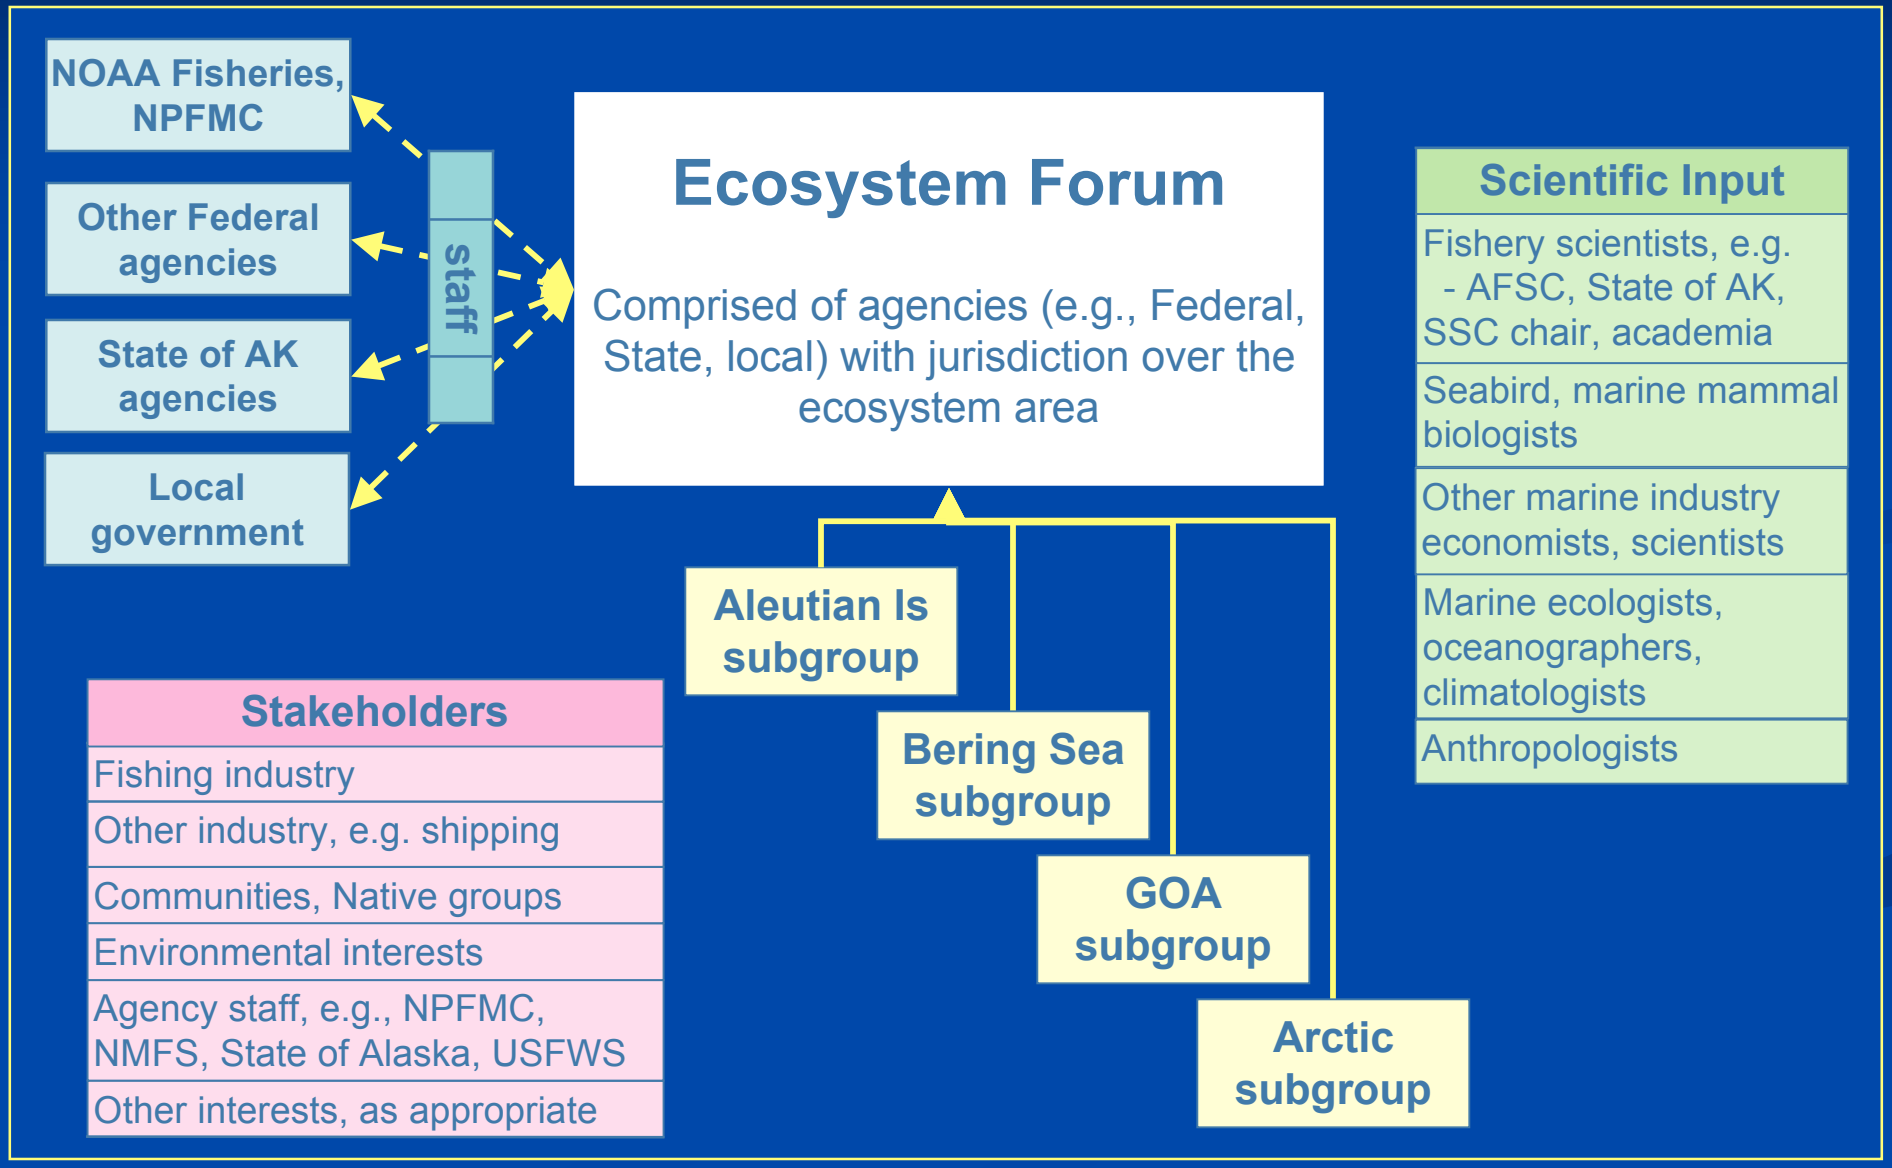 NOAA Fisheries,
NPFMC
Other Federal
agencies
State of AK
agencies
Local
government
staff
Ecosystem Forum
Comprised of agencies (e.g., Federal,
State, local) with jurisdiction over the
ecosystem area
Aleutian Is
subgroup
Bering Sea
subgroup
GOA
subgroup
Arctic
subgroup
Stakeholders
Fishing industry
Other industry, e.g. shipping
Communities, Native groups
Environmental interests
Agency staff, e.g., NPFMC,
NMFS, State of Alaska, USFWS
Other interests, as appropriate
Scientific Input
Fishery scientists, e.g.
- AFSC, State of AK,
SSC chair, academia
Seabird, marine mammal
biologists
Other marine industry
economists, scientists
Marine ecologists,
oceanographers,
climatologists
Anthropologists